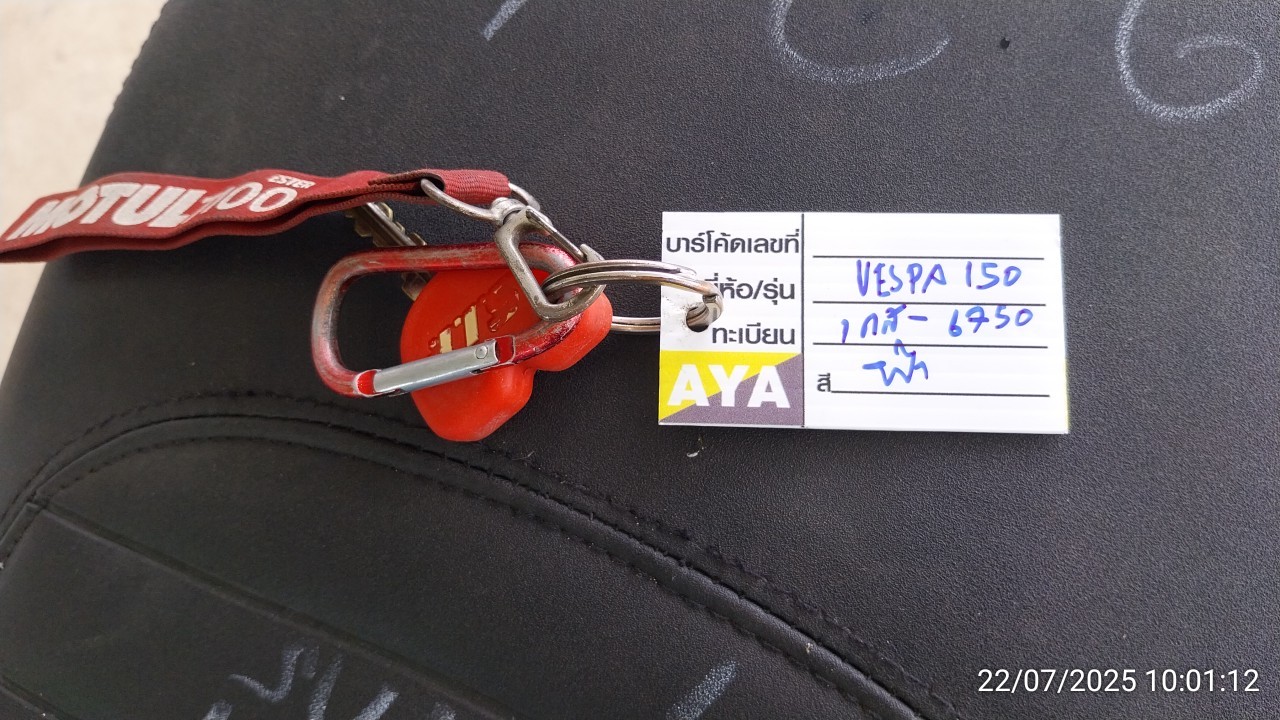 MOTUL 100 ESTER
บาร์โค้ดเลขที่
ยี่ห้อ/รุ่น VESPA 150
ทะเบียน 1กส-6750
สี ฟ้า
AYA
22/07/2025 10:01:12